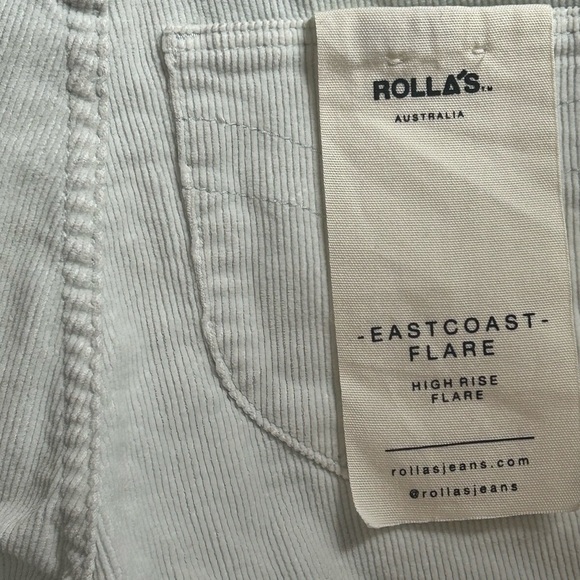 ROLLA'S™
AUSTRALIA
-EASTCOAST-
FLARE
HIGH RISE
FLARE
rollasjeans.com
@rollasjeans